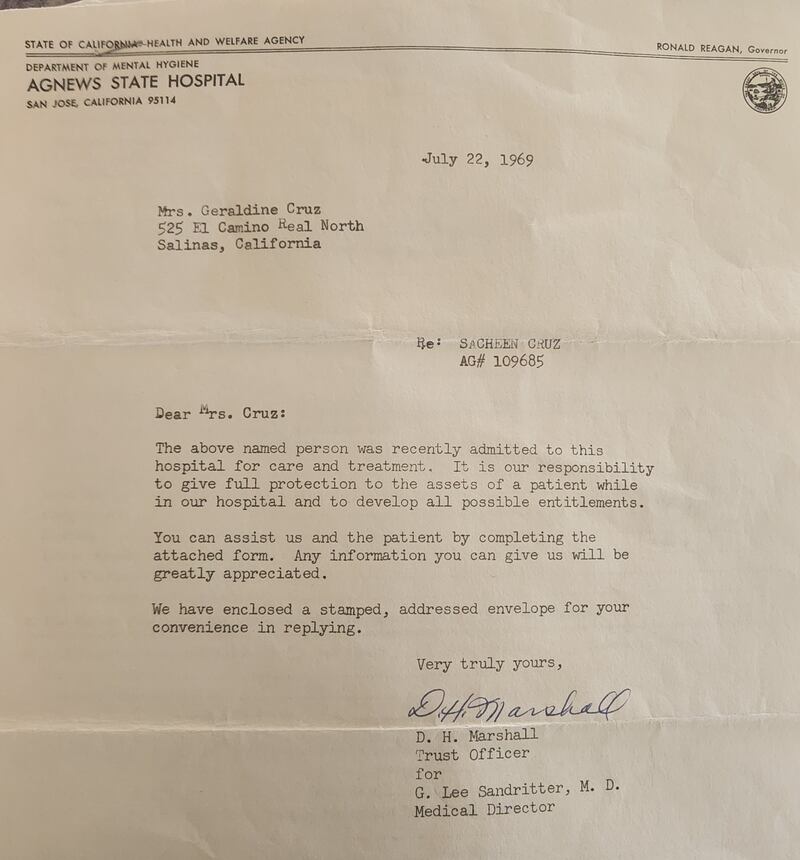 STATE OF CALIFORNIA-HEALTH AND WELFARE AGENCY
RONALD REAGAN, Governor
DEPARTMENT OF MENTAL HYGIENE
AGNEWS STATE HOSPITAL
SAN JOSE, CALIFORNIA 95114
July 22, 1969
Mrs. Geraldine Cruz
525 El Camino Real North
Salinas, California
Re: SACHEEN CRUZ
AG# 109685
Dear Mrs. Cruz:
The above named person was recently admitted to this
hospital for care and treatment. It is our responsibility
to give full protection to the assets of a patient while
in our hospital and to develop all possible entitlements.
You can assist us and the patient by completing the
attached form. Any information you can give us will be
greatly appreciated.
We have enclosed a stamped, addressed envelope for your
convenience in replying.
Very truly yours,
D. H. Marshall
D. H. Marshall
Trust Officer
for
G. Lee Sandritter, M. D.
Medical Director